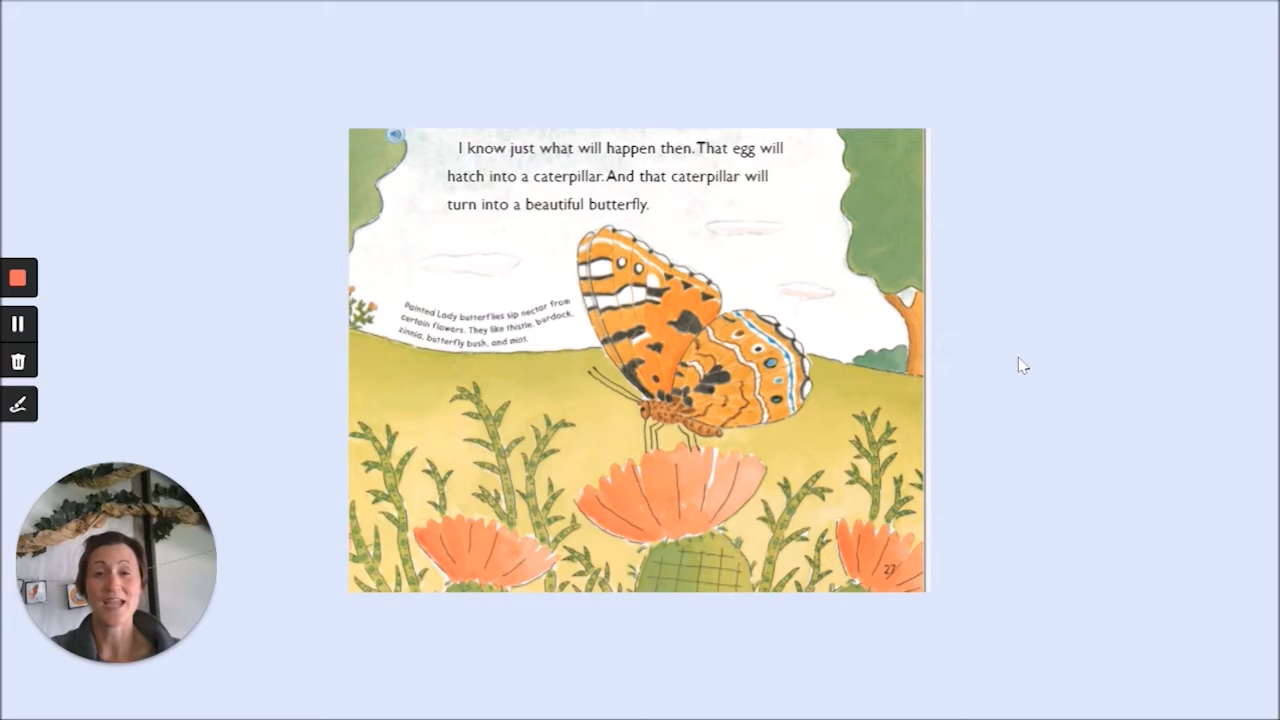 I know just what will happen then. That egg will
hatch into a caterpillar. And that caterpillar will
turn into a beautiful butterfly.
Painted Lady butterflies sip nectar from
certain flowers. They like thistle, burdock,
zinnia, butterfly bush, and mint.
27